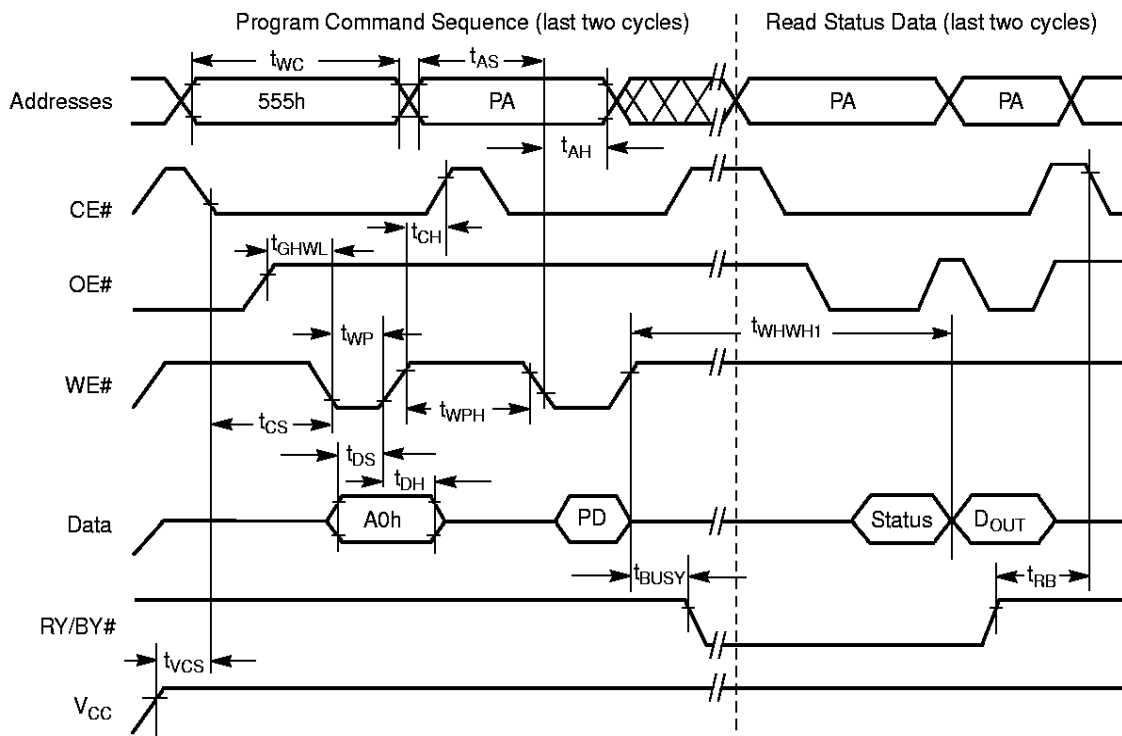 Program Command Sequence (last two cycles) Read Status Data (last two cycles)
tWC tAS
Addresses 555h PA PA PA
tAH
CE#
tCH
tGHWL
OE#
tWP tWHWH1
WE#
tCS tWPH
tDS
tDH
Data A0h PD Status DOUT
tBUSY tRB
RY/BY#
tVCS
VCC